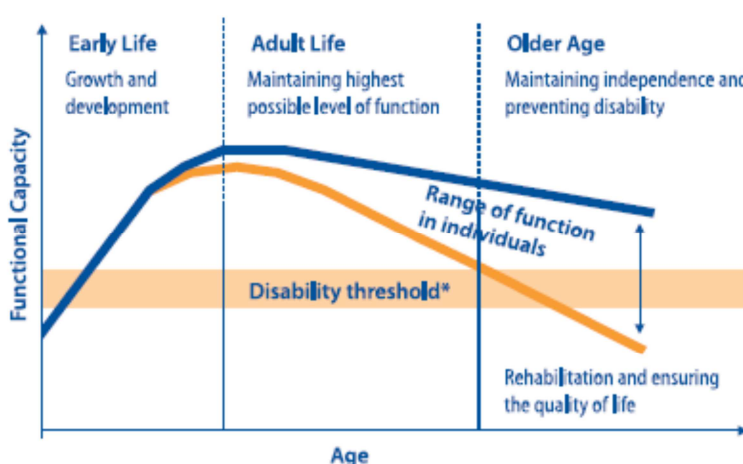 Early Life
Growth and
development
Adult Life
Maintaining highest
possible level of function
Older Age
Maintaining independence and
preventing disability
Functional Capacity
Range of function
in individuals
Disability threshold*
Rehabilitation and ensuring
the quality of life
Age